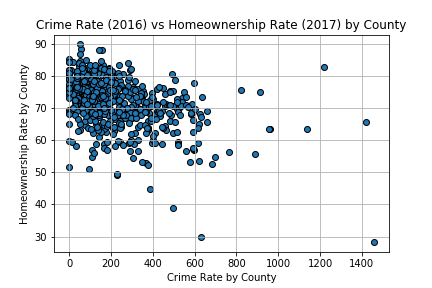 Crime Rate (2016) vs Homeownership Rate (2017) by County
Homeownership Rate by County
90
80
70
60
50
40
30
0 200 400 600 800 1000 1200 1400
Crime Rate by County